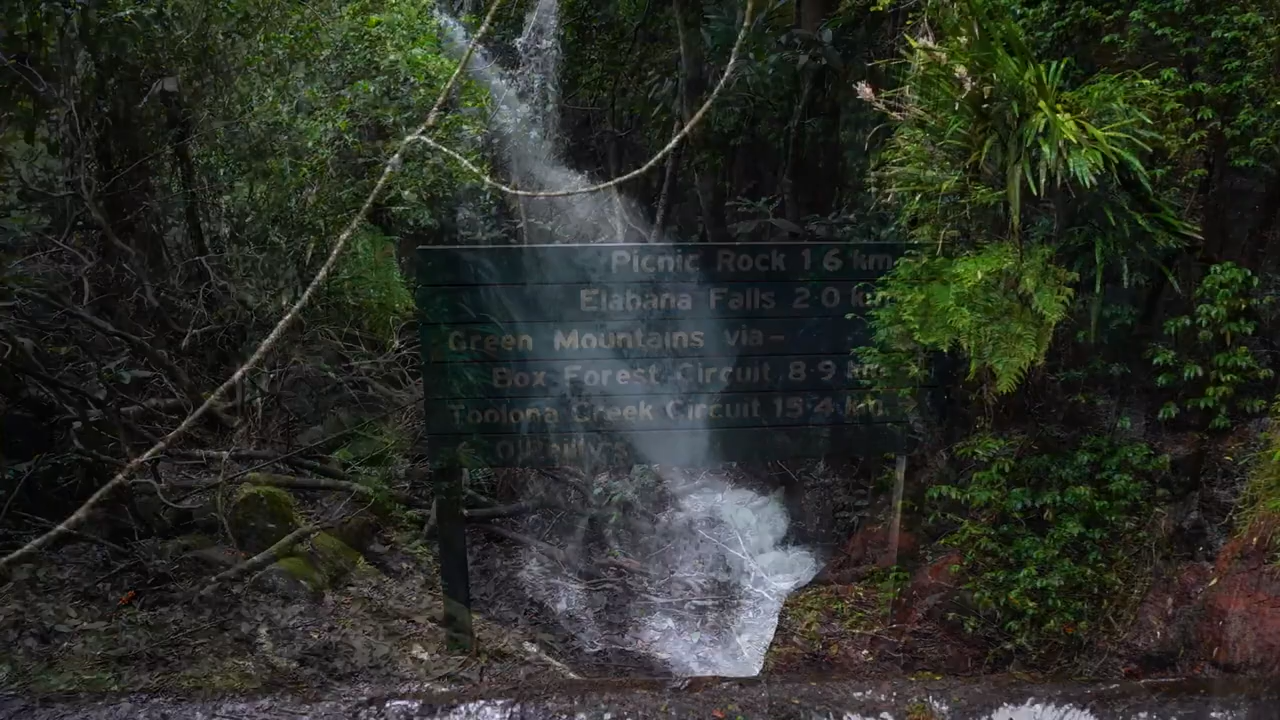 Picnic Rock 1·6 km
Elabana Falls 2·0 km
Green Mountains via-
Box Forest Circuit 8·9 km
Toolona Creek Circuit 15·4 km
O'Reilly's